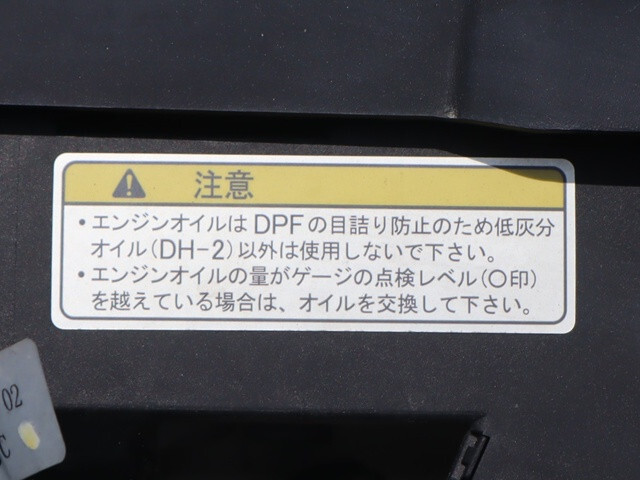 注意
・エンジンオイルはDPFの目詰り防止のため低灰分
オイル(DH-2)以外は使用しないで下さい。
・エンジンオイルの量がゲージの点検レベル(○印)
を越えている場合は、オイルを交換して下さい。
02
C